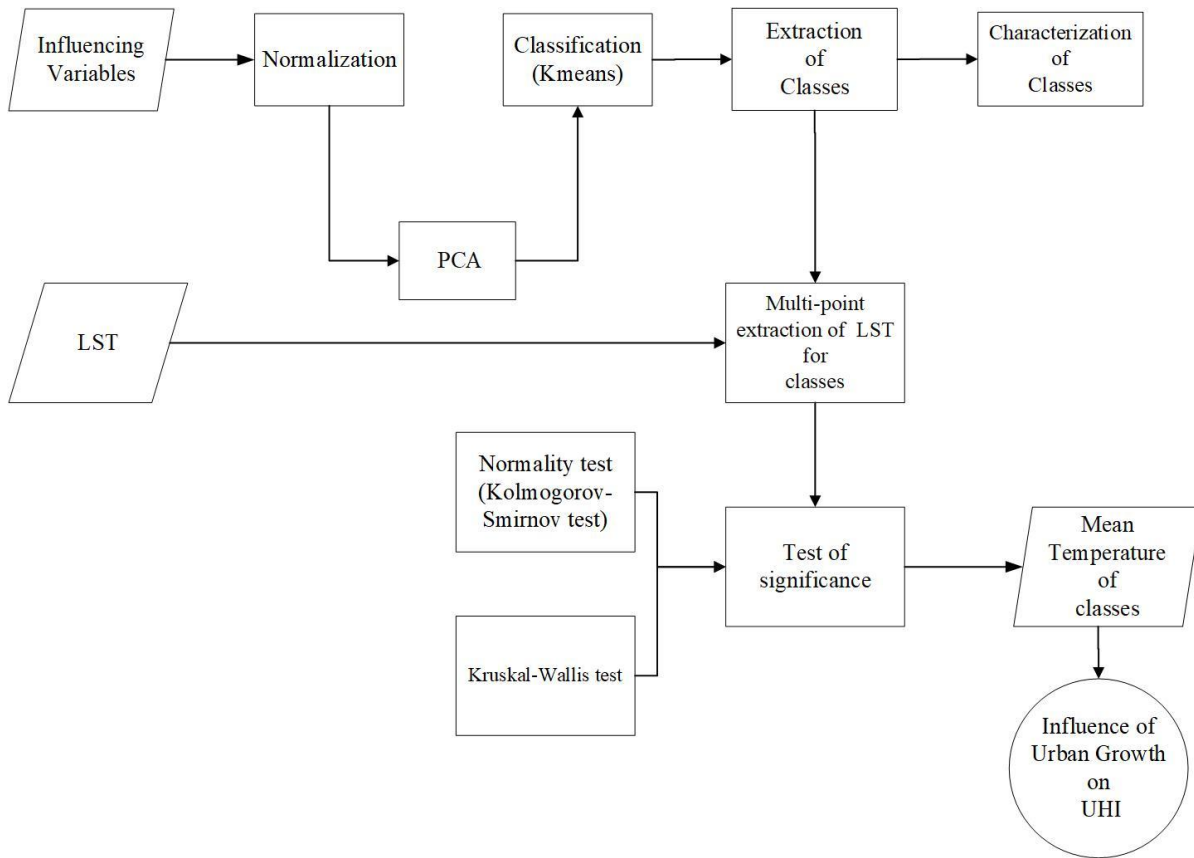 Influencing
Variables
Normalization
Classification
(Kmeans)
Extraction
of
Classes
Characterization
of
Classes
PCA
LST
Multi-point
extraction of LST
for
classes
Normality test
(Kolmogorov-
Smirnov test)
Test of
significance
Mean
Temperature
of
classes
Kruskal-Wallis test
Influence of
Urban Growth
on
UHI